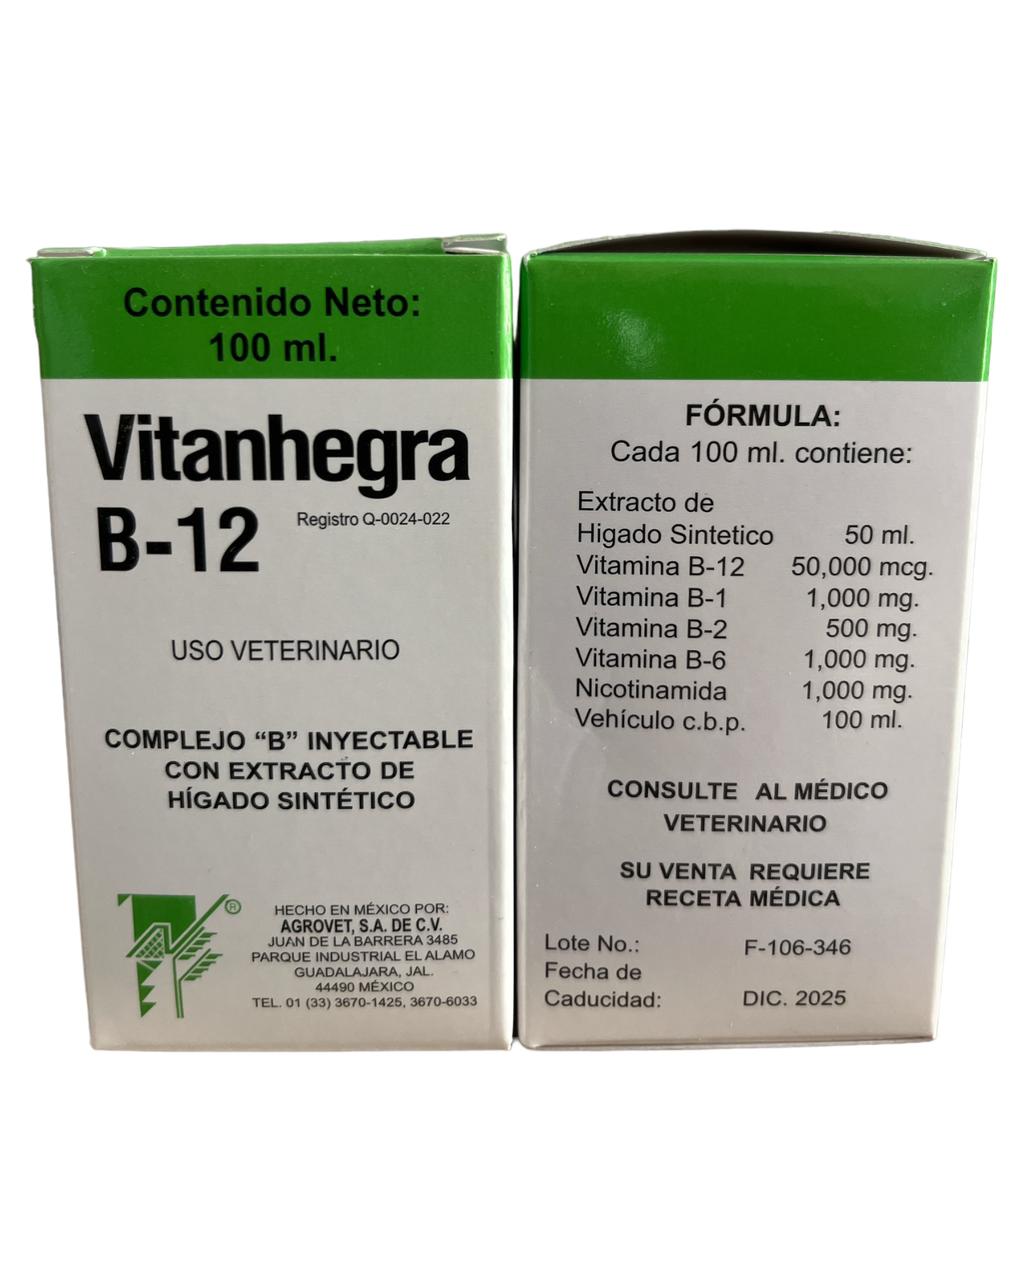 Contenido Neto:
100 ml.
Vitanhegra
B-12
Registro Q-0024-022
USO VETERINARIO
COMPLEJO “B” INYECTABLE
CON EXTRACTO DE
HÍGADO SINTÉTICO
®
HECHO EN MÉXICO POR:
AGROVET, S.A. DE C.V.
JUAN DE LA BARRERA 3485
PARQUE INDUSTRIAL EL ALAMO
GUADALAJARA, JAL.
44490 MÉXICO
TEL. 01 (33) 3670-1425, 3670-6033
FÓRMULA:
Cada 100 ml. contiene:
Extracto de
Higado Sintetico 50 ml.
Vitamina B-12 50,000 mcg.
Vitamina B-1 1,000 mg.
Vitamina B-2 500 mg.
Vitamina B-6 1,000 mg.
Nicotinamida 1,000 mg.
Vehículo c.b.p. 100 ml.
CONSULTE AL MÉDICO
VETERINARIO
SU VENTA REQUIERE
RECETA MÉDICA
Lote No.: F-106-346
Fecha de
Caducidad: DIC. 2025